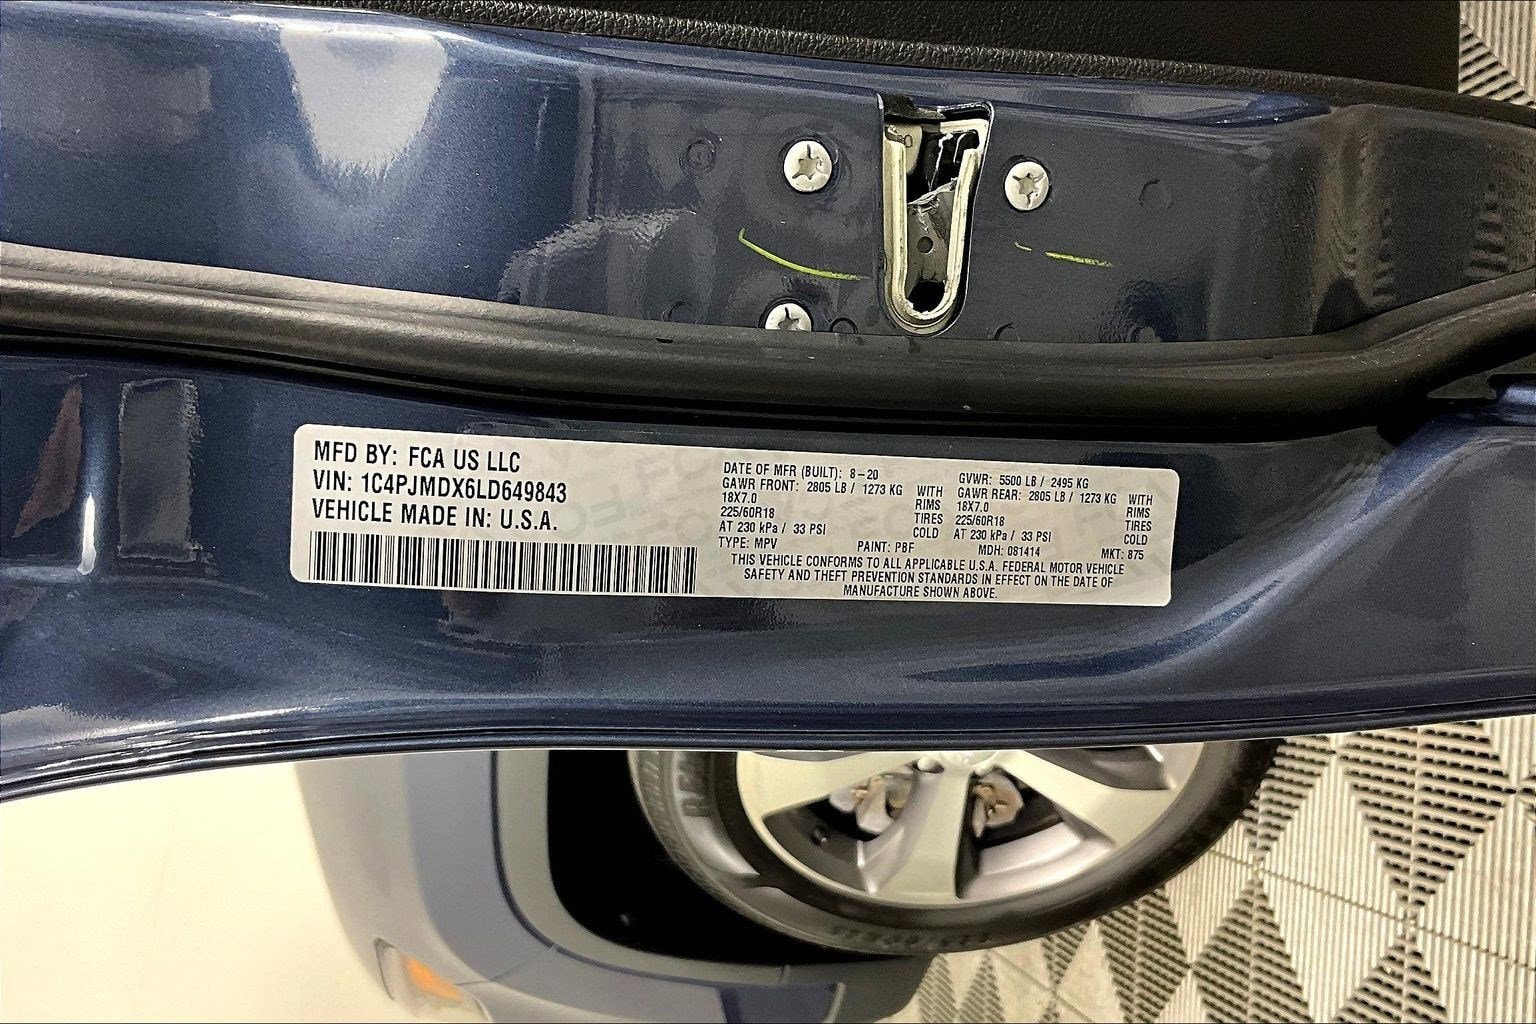 MFD BY: FCA US LLC
VIN: 1C4PJMDX6LD649843
VEHICLE MADE IN: U.S.A.
DATE OF MFR (BUILT): 8-20
GAWR FRONT: 2805 LB / 1273 KG WITH
18X7.0 RIMS
225/60R18 TIRES
AT 230 kPa / 33 PSI COLD
GVWR: 5500 LB / 2495 KG
GAWR REAR: 2805 LB / 1273 KG WITH
18X7.0 RIMS
225/60R18 TIRES
AT 230 kPa / 33 PSI COLD
TYPE: MPV PAINT: PBF MDH: 081414 MKT: 875
THIS VEHICLE CONFORMS TO ALL APPLICABLE U.S.A. FEDERAL MOTOR VEHICLE
SAFETY AND THEFT PREVENTION STANDARDS IN EFFECT ON THE DATE OF
MANUFACTURE SHOWN ABOVE.